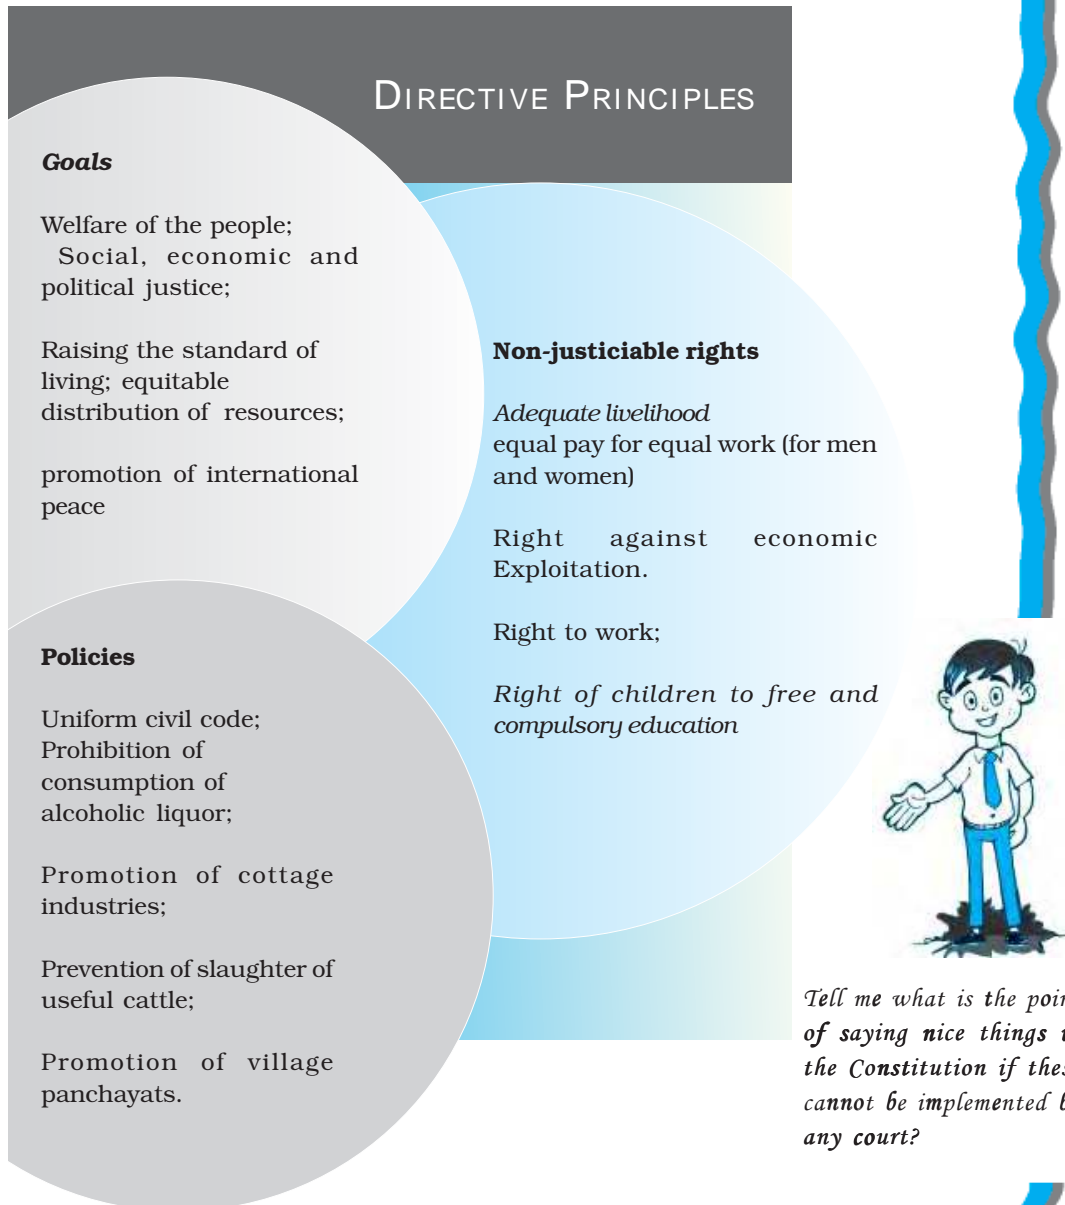 DIRECTIVE PRINCIPLES
Goals
Welfare of the people;
Social, economic and
political justice;
Raising the standard of
living; equitable
distribution of resources;
promotion of international
peace
Non-justiciable rights
Adequate livelihood
equal pay for equal work (for men
and women)
Right against economic
Exploitation.
Right to work;
Right of children to free and
compulsory education
Policies
Uniform civil code;
Prohibition of
consumption of
alcoholic liquor;
Promotion of cottage
industries;
Prevention of slaughter of
useful cattle;
Promotion of village
panchayats.
Tell me what is the
of saying nice things
the Constitution if
cannot be implemented
any court?